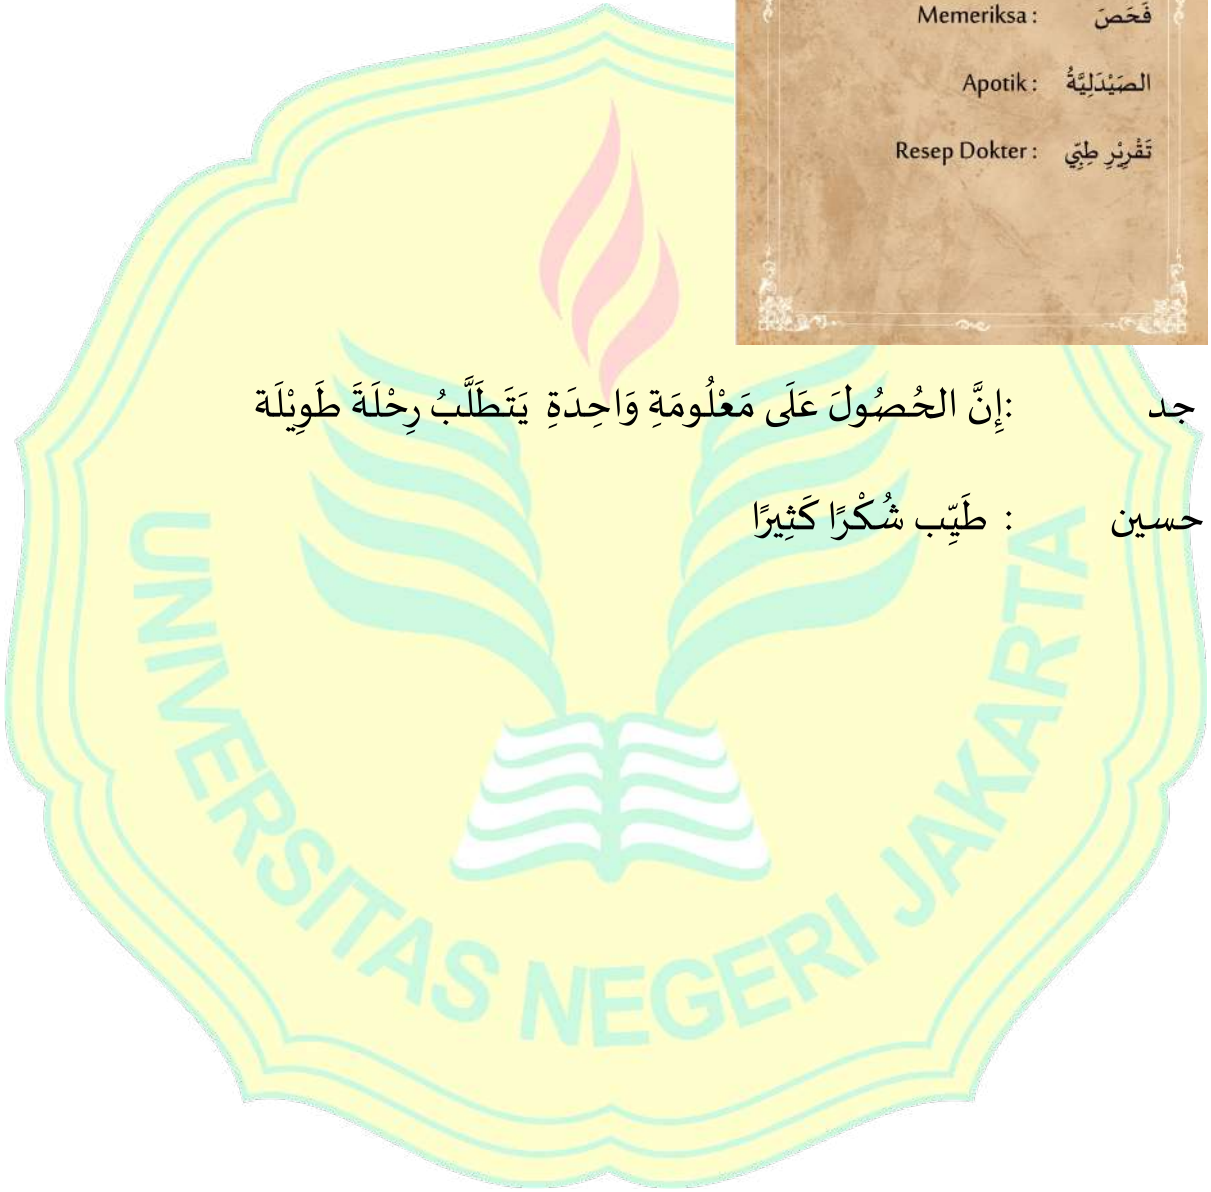 فَحَصَ : Memeriksa
الصَيْدَلِيَّةُ : Apotik
تَقْرِيْرِ طِبِّي : Resep Dokter
جد :إِنَّ الحُصُولَ عَلَى مَعْلُومَةِ وَاحِدَةِ يَتَطَلَّبُ رِحْلَةَ طَوِيْلَة
حسين : طَيِّب شُكْرًا كَثِيرًا
UNIVERSITAS NEGERI JAKARTA